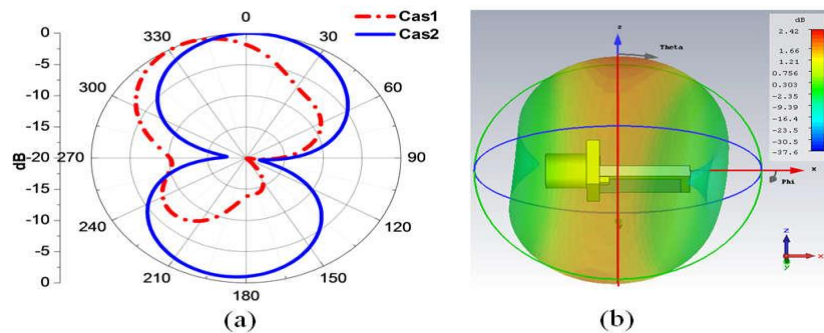 Cas1
Cas2
0
30
60
90
120
150
180
210
240
270
300
330
0
-5
-10
-15
-20
-15
-10
-5
0
dB
(a)
z
Theta
x
Phi
dB
2.42
1.66
1.21
0.756
0.303
-2.35
-9.39
-16.4
-23.5
-30.5
-37.6
z
x
y
(b)